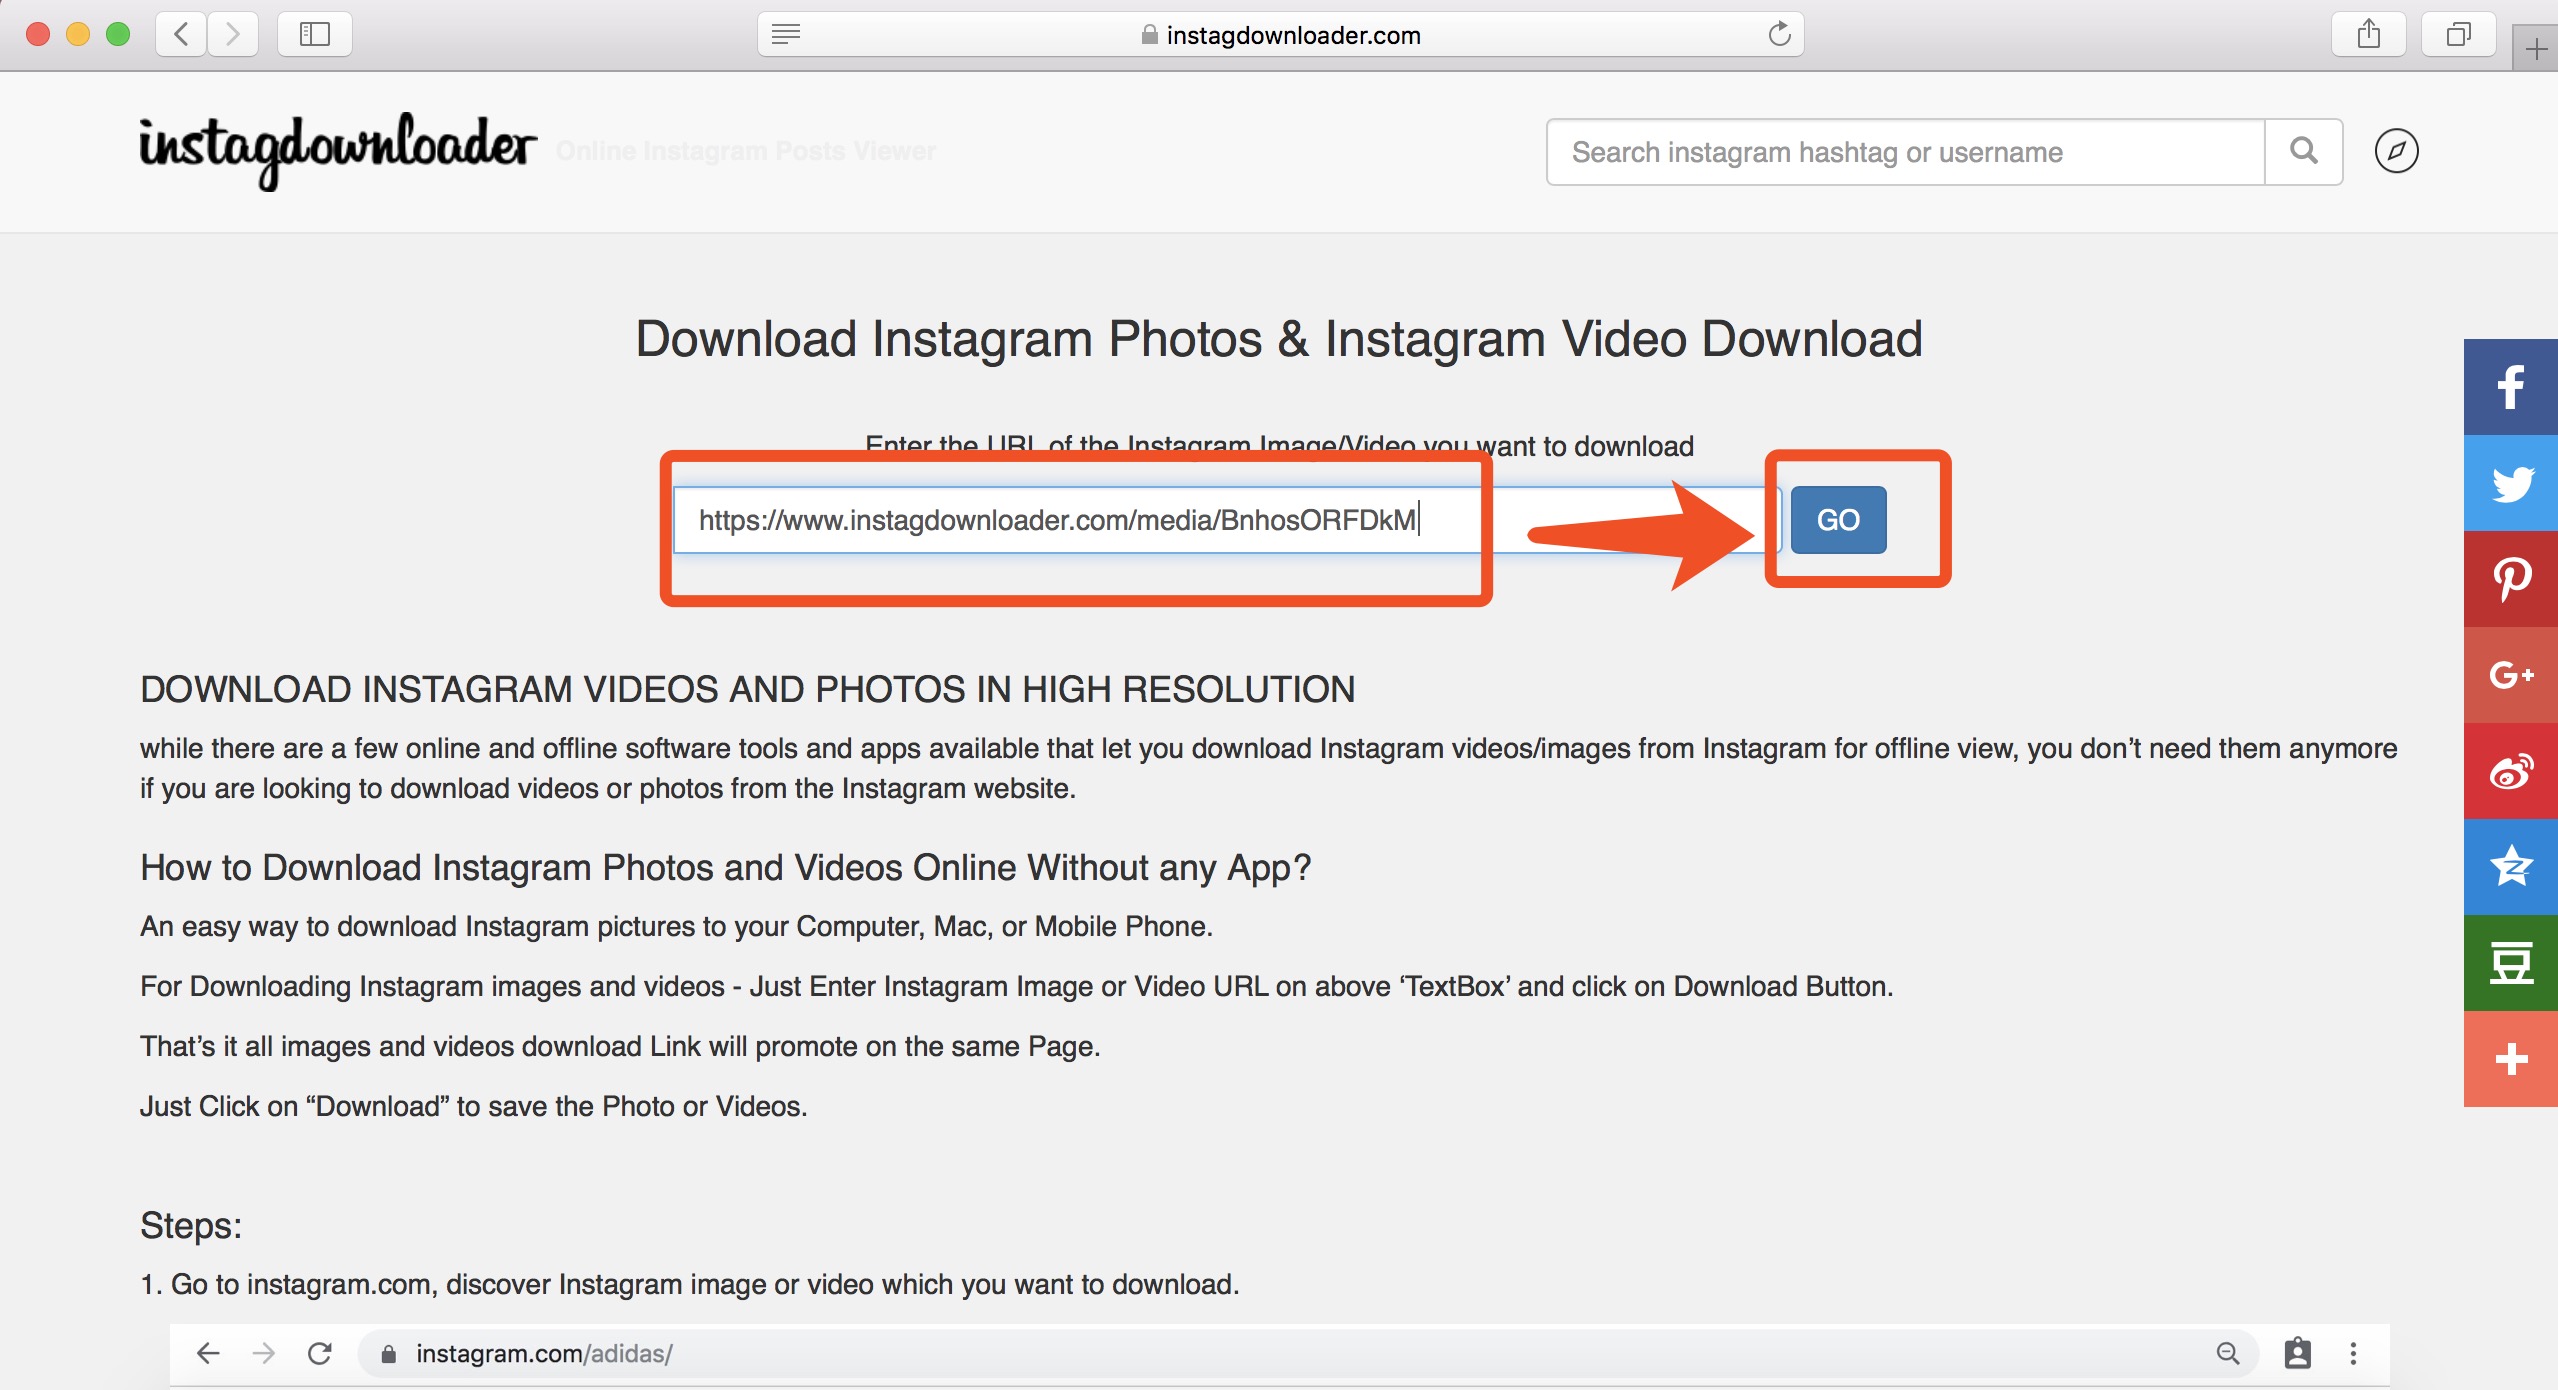 instagdownloader.com
instagdownloader Online Instagram Posts Viewer
Search instagram hashtag or username
Download Instagram Photos & Instagram Video Download
Enter the URL of the Instagram Image/Video you want to download
https://www.instagdownloader.com/media/BnhosORFDkM
GO
DOWNLOAD INSTAGRAM VIDEOS AND PHOTOS IN HIGH RESOLUTION
while there are a few online and offline software tools and apps available that let you download Instagram videos/images from Instagram for offline view, you don’t need them anymore
if you are looking to download videos or photos from the Instagram website.
How to Download Instagram Photos and Videos Online Without any App?
An easy way to download Instagram pictures to your Computer, Mac, or Mobile Phone.
For Downloading Instagram images and videos - Just Enter Instagram Image or Video URL on above ‘TextBox’ and click on Download Button.
That’s it all images and videos download Link will promote on the same Page.
Just Click on “Download” to save the Photo or Videos.
Steps:
1. Go to instagram.com, discover Instagram image or video which you want to download.
instagram.com/adidas/